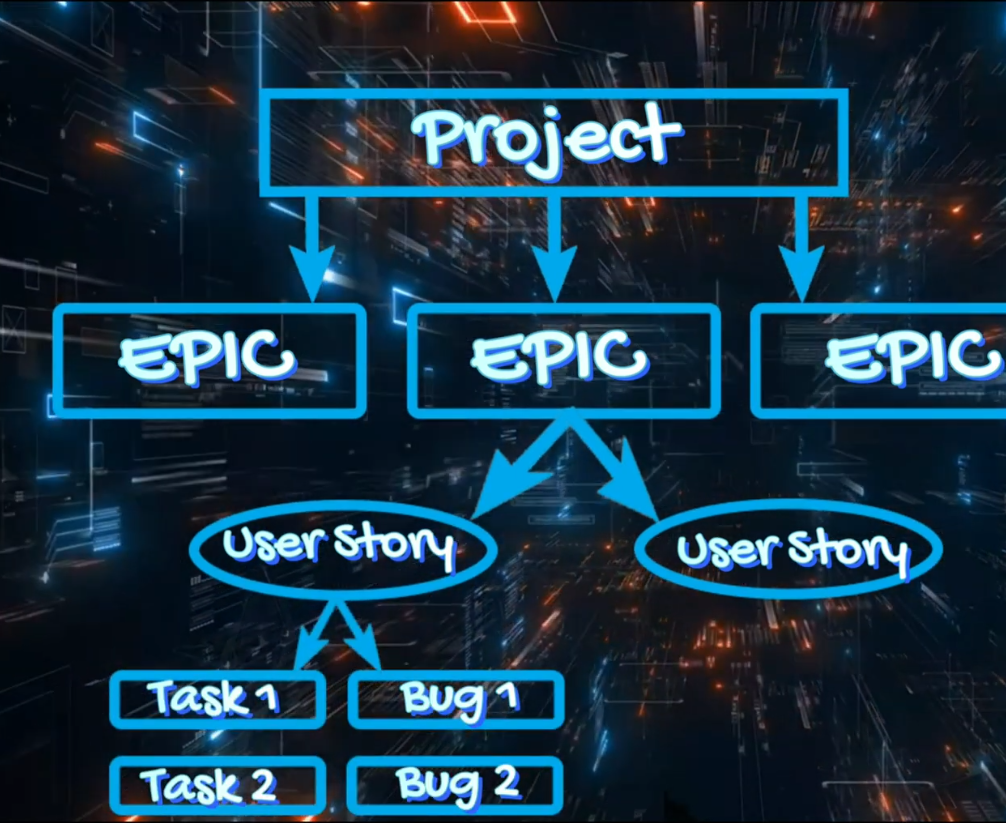 Project
EPIC
EPIC
EPIC
User Story
User Story
Task 1
Bug 1
Task 2
Bug 2